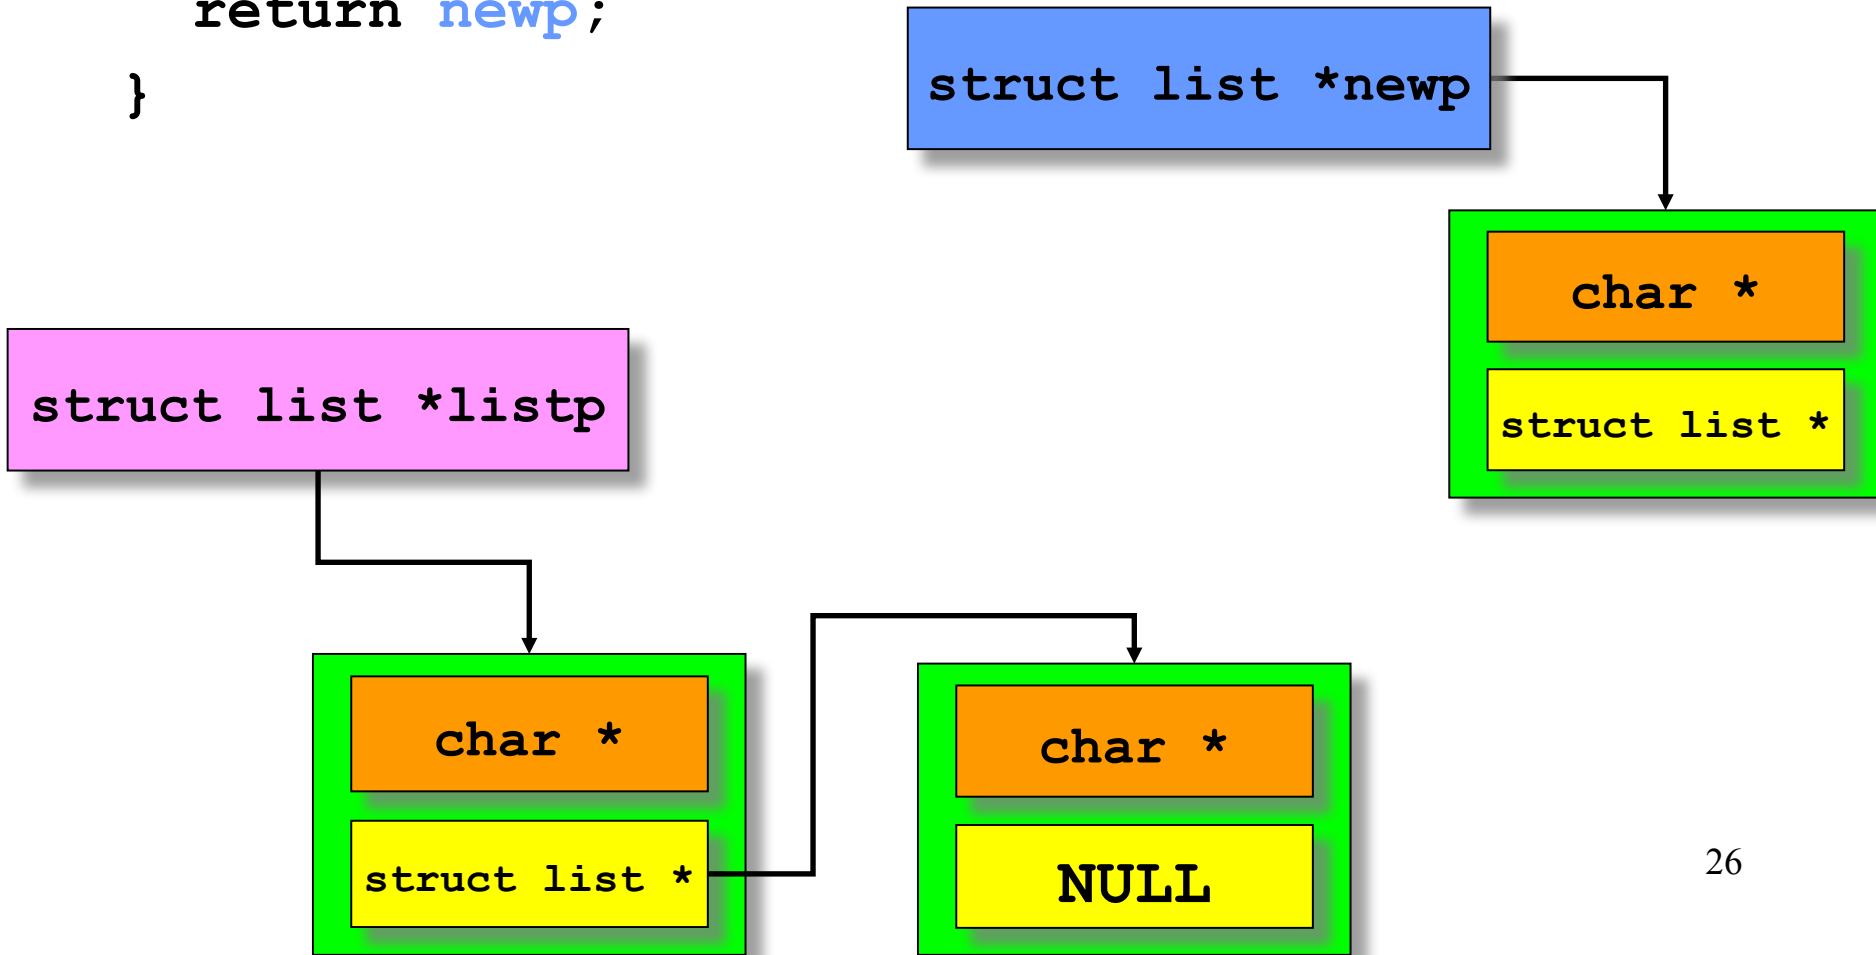 return newp;
}
struct list *newp
char *
struct list *
struct list *listp
char *
struct list *
char *
NULL
26